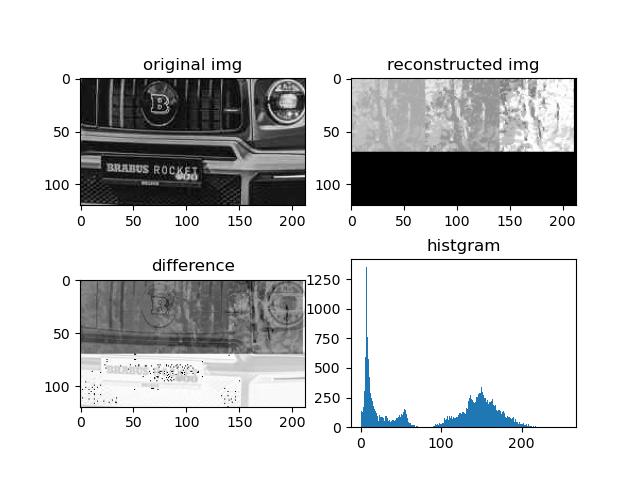 original img
reconstructed img
0
50
100
0 50 100 150 200
B
BRABUS ROCKET
900
BRABUS
0
50
100
0 50 100 150 200
difference
histgram
0
50
100
0 50 100 150 200
1250
1000
750
500
250
0
0 100 200